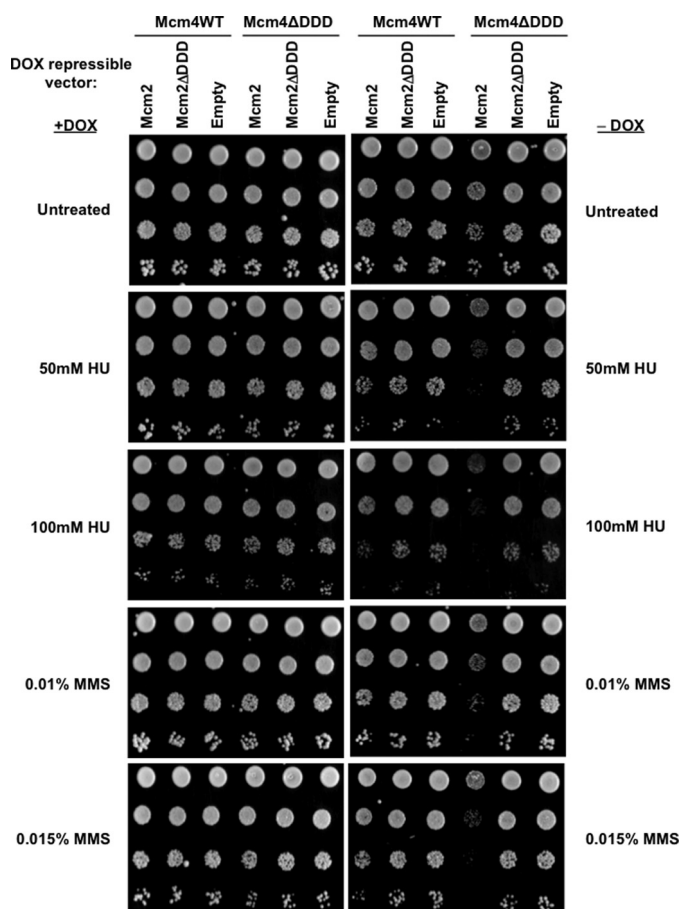 Mcm4WT Mcm4ΔDDD Mcm4WT Mcm4ΔDDD
DOX repressible
vector:
Mcm2 Mcm2ΔDDD Empty Mcm2 Mcm2ΔDDD Empty Mcm2 Mcm2ΔDDD Empty Mcm2 Mcm2ΔDDD Empty
+DOX – DOX
Untreated Untreated
50mM HU 50mM HU
100mM HU 100mM HU
0.01% MMS 0.01% MMS
0.015% MMS 0.015% MMS